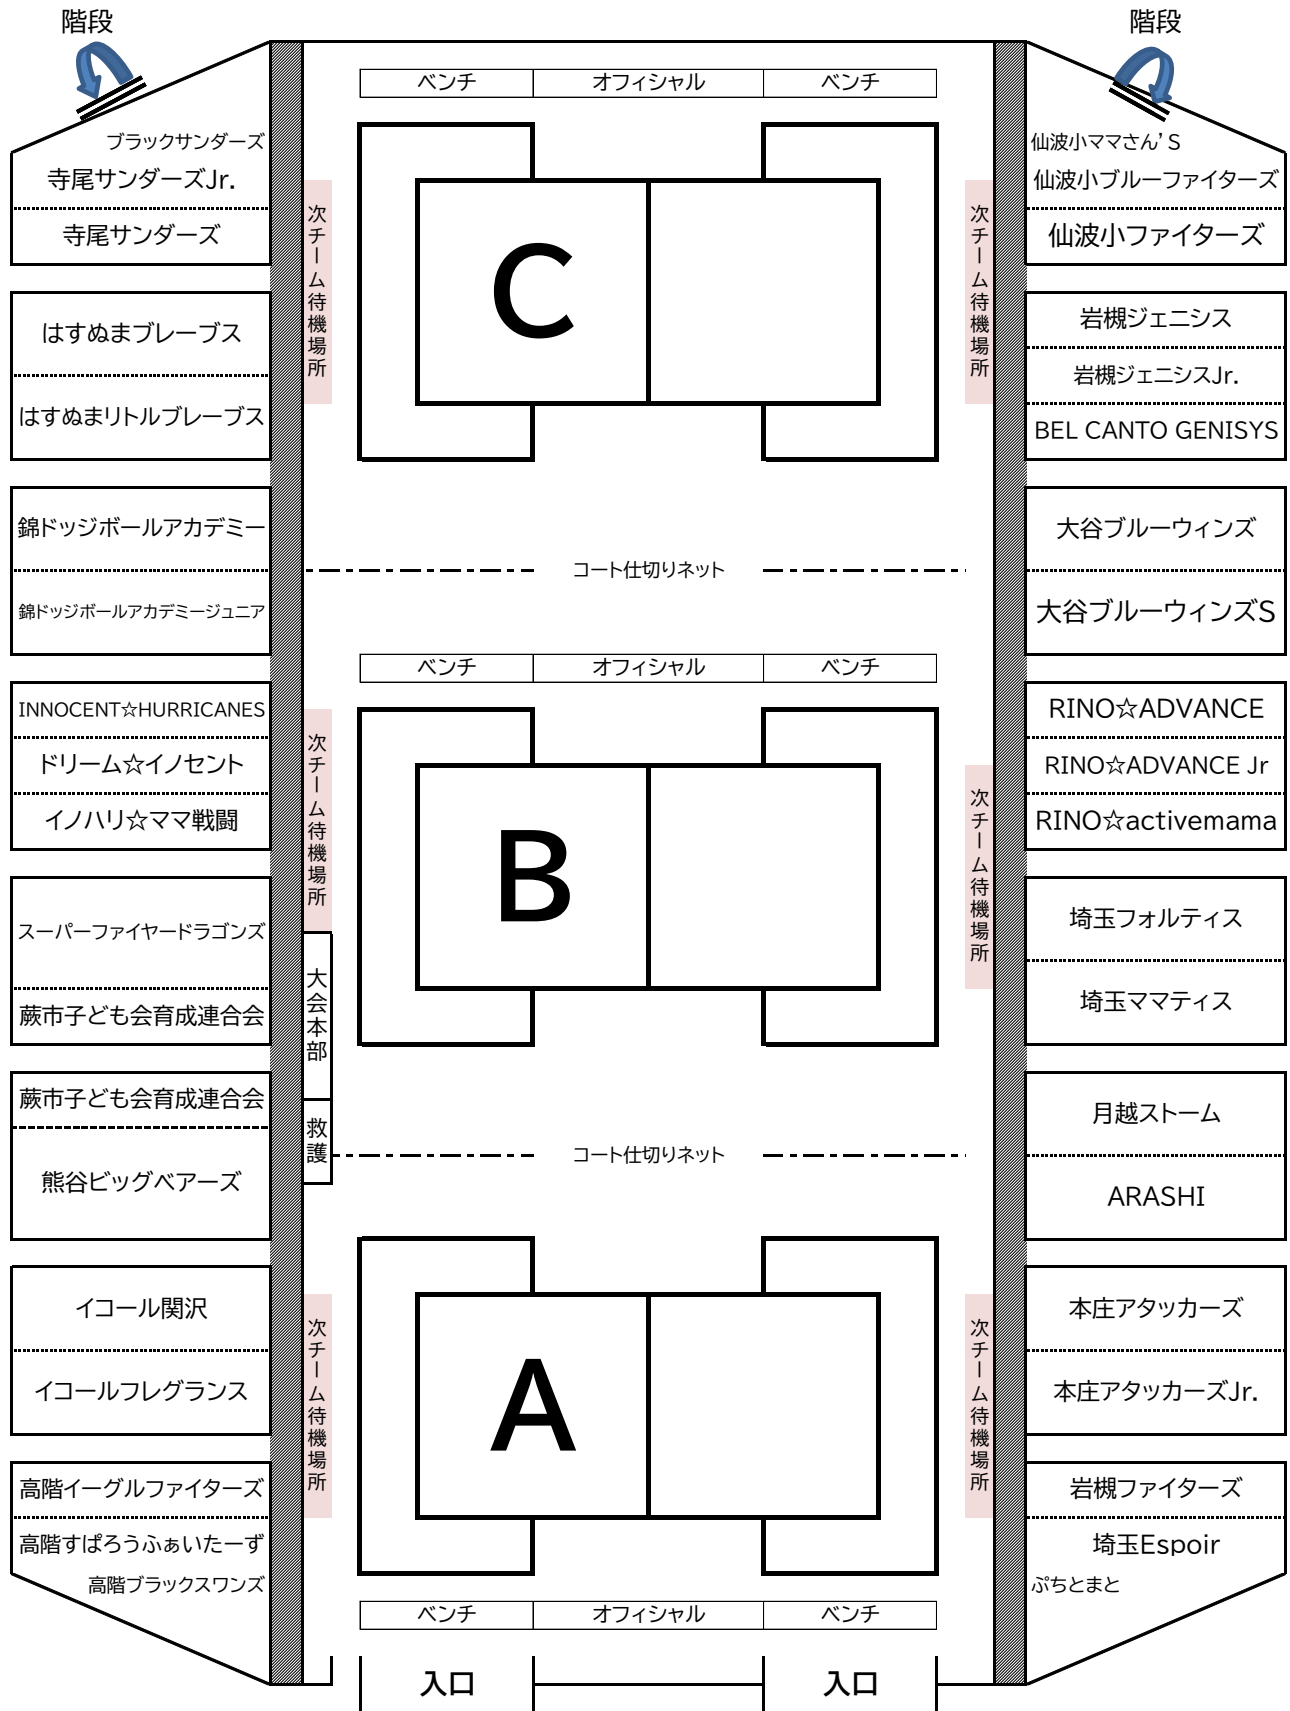 階段
階段
ベンチ
オフィシャル
ベンチ
ブラックサンダーズ
寺尾サンダーズJr.
寺尾サンダーズ
仙波小ママさん'S
仙波小ブルーファイターズ
仙波小ファイターズ
次チーム待機場所
C
次チーム待機場所
はすぬまブレーブス
はすぬまリトルブレーブス
岩槻ジェニシス
岩槻ジェニシスJr.
BEL CANTO GENISYS
錦ドッジボールアカデミー
錦ドッジボールアカデミージュニア
コート仕切りネット
大谷ブルーウィンズ
大谷ブルーウィンズS
ベンチ
オフィシャル
ベンチ
INNOCENT☆HURRICANES
ドリーム☆イノセント
イノハリ☆ママ戦闘
次チーム待機場所
B
次チーム待機場所
RINO☆ADVANCE
RINO☆ADVANCE Jr
RINO☆activemama
スーパーファイヤードラゴンズ
蕨市子ども会育成連合会
大会本部
埼玉フォルティス
埼玉ママティス
蕨市子ども会育成連合会
熊谷ビッグベアーズ
救護
コート仕切りネット
月越ストーム
ARASHI
イコール関沢
イコールフレグランス
次チーム待機場所
A
次チーム待機場所
本庄アタッカーズ
本庄アタッカーズJr.
高階イーグルファイターズ
高階すぱろうふぁいたーず
高階ブラックスワンズ
岩槻ファイターズ
埼玉Espoir
ぷちとまと
ベンチ
オフィシャル
ベンチ
入口
入口